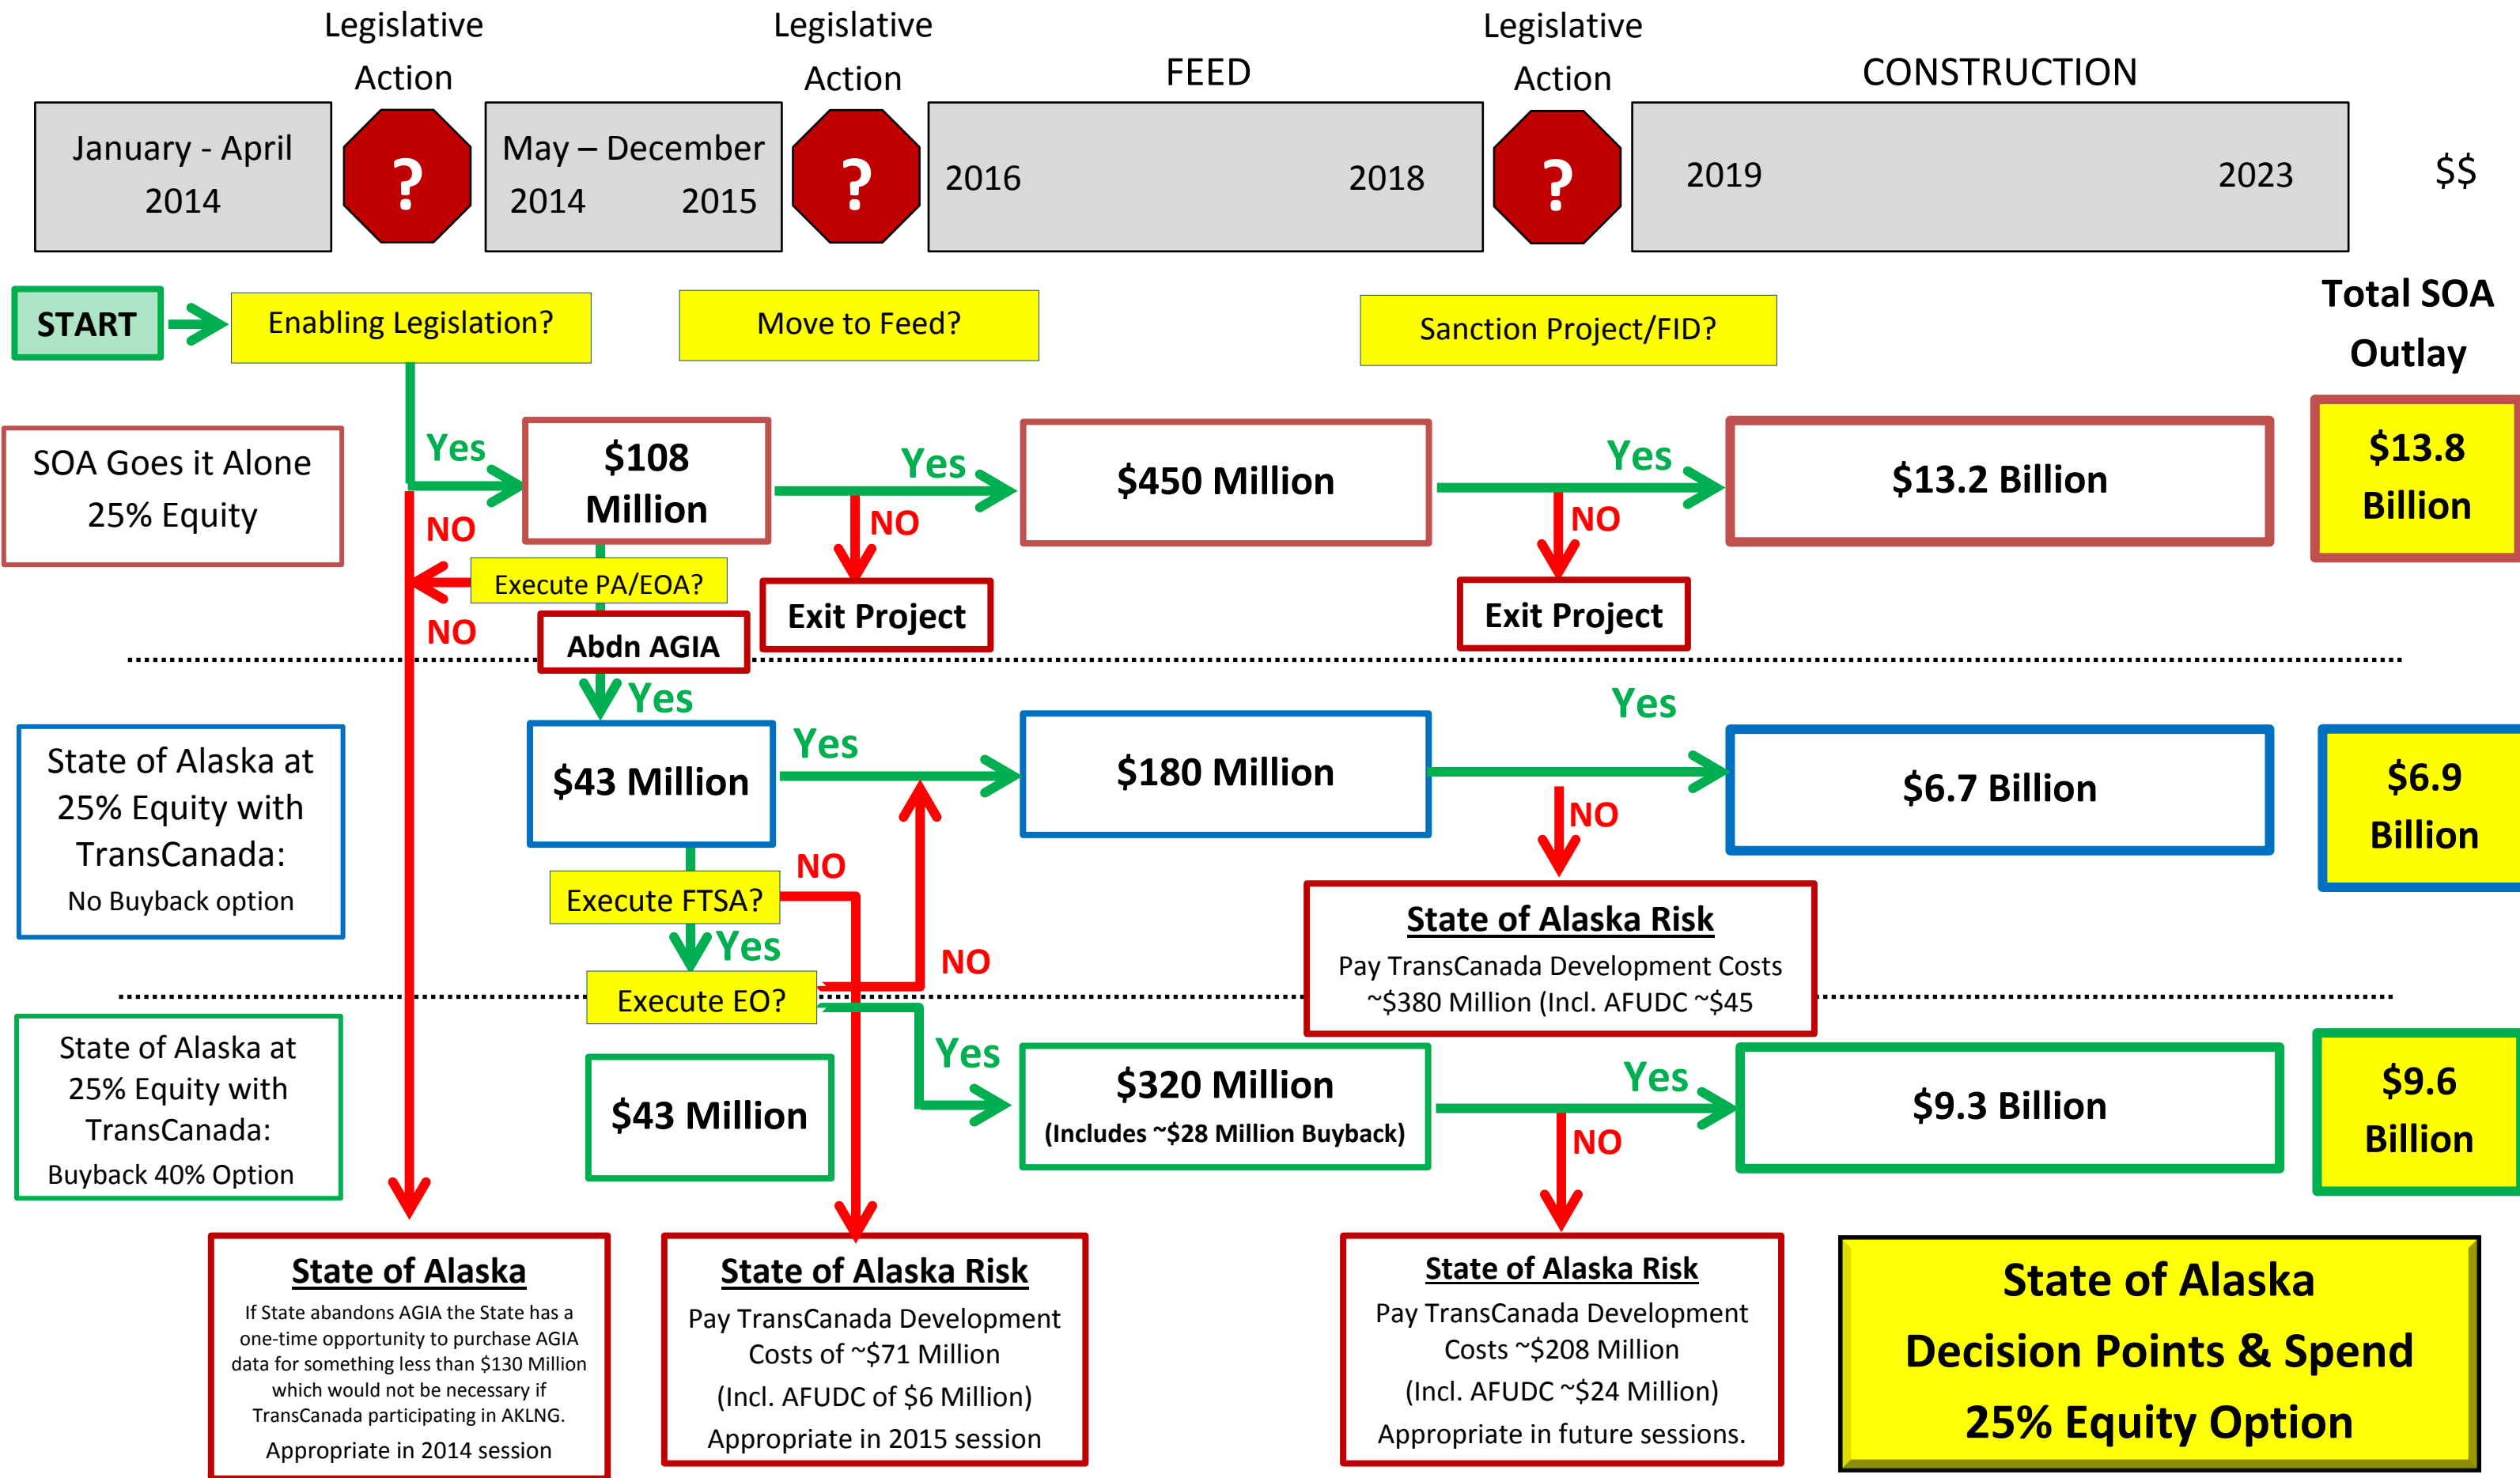 Legislative
Action
Legislative
Action
FEED
Legislative
Action
CONSTRUCTION
January - April
2014
?
May – December
2014 2015
?
2016 2018
?
2019 2023
$$
START
Enabling Legislation?
Move to Feed?
Sanction Project/FID?
Total SOA
Outlay
SOA Goes it Alone
25% Equity
Yes
NO
$108
Million
Yes
NO
$450 Million
Yes
NO
$13.2 Billion
$13.8
Billion
Execute PA/EOA?
NO
Abdn AGIA
Exit Project
Exit Project
Yes
State of Alaska at
25% Equity with
TransCanada:
No Buyback option
$43 Million
Yes
$180 Million
Yes
NO
$6.7 Billion
$6.9
Billion
Execute FTSA?
NO
Yes
NO
State of Alaska Risk
Pay TransCanada Development Costs
~$380 Million (Incl. AFUDC ~$45
Execute EO?
State of Alaska at
25% Equity with
TransCanada:
Buyback 40% Option
$43 Million
Yes
$320 Million
(Includes ~$28 Million Buyback)
Yes
NO
$9.3 Billion
$9.6
Billion
State of Alaska
If State abandons AGIA the State has a
one-time opportunity to purchase AGIA
data for something less than $130 Million
which would not be necessary if
TransCanada participating in AKLNG.
Appropriate in 2014 session
State of Alaska Risk
Pay TransCanada Development
Costs of ~$71 Million
(Incl. AFUDC of $6 Million)
Appropriate in 2015 session
State of Alaska Risk
Pay TransCanada Development
Costs ~$208 Million
(Incl. AFUDC ~$24 Million)
Appropriate in future sessions.
State of Alaska
Decision Points & Spend
25% Equity Option